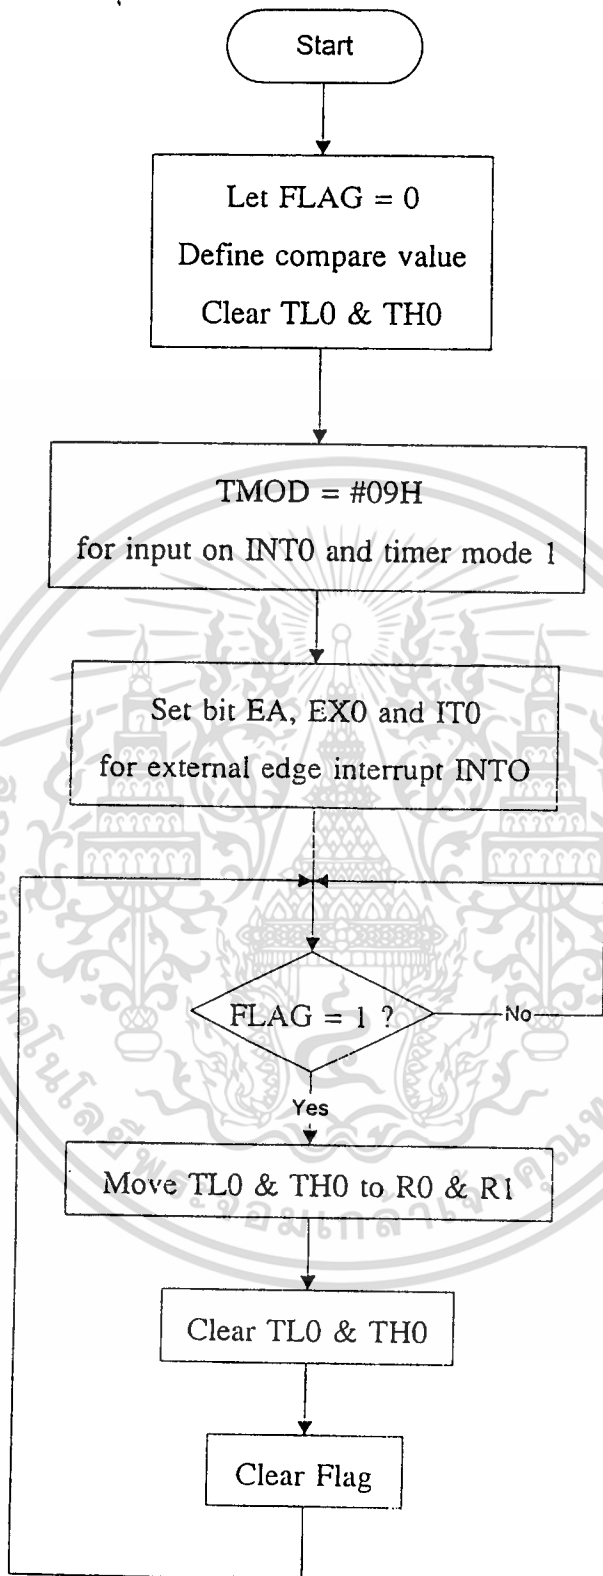 Start
Let FLAG = 0
Define compare value
Clear TL0 & TH0
TMOD = #09H
for input on INT0 and timer mode 1
Set bit EA, EX0 and IT0
for external edge interrupt INTO
FLAG = 1 ?
No
Yes
Move TL0 & TH0 to R0 & R1
Clear TL0 & TH0
Clear Flag